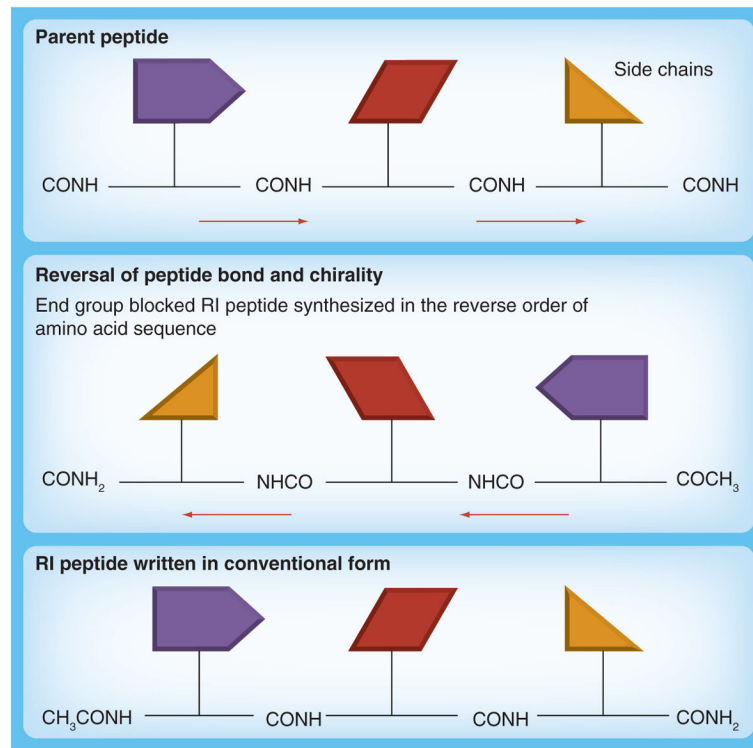 Parent peptide
Side chains
CONH CONH CONH CONH
Reversal of peptide bond and chirality
End group blocked RI peptide synthesized in the reverse order of
amino acid sequence
CONH₂ NHCO NHCO COCH₃
RI peptide written in conventional form
CH₃CONH CONH CONH CONH₂